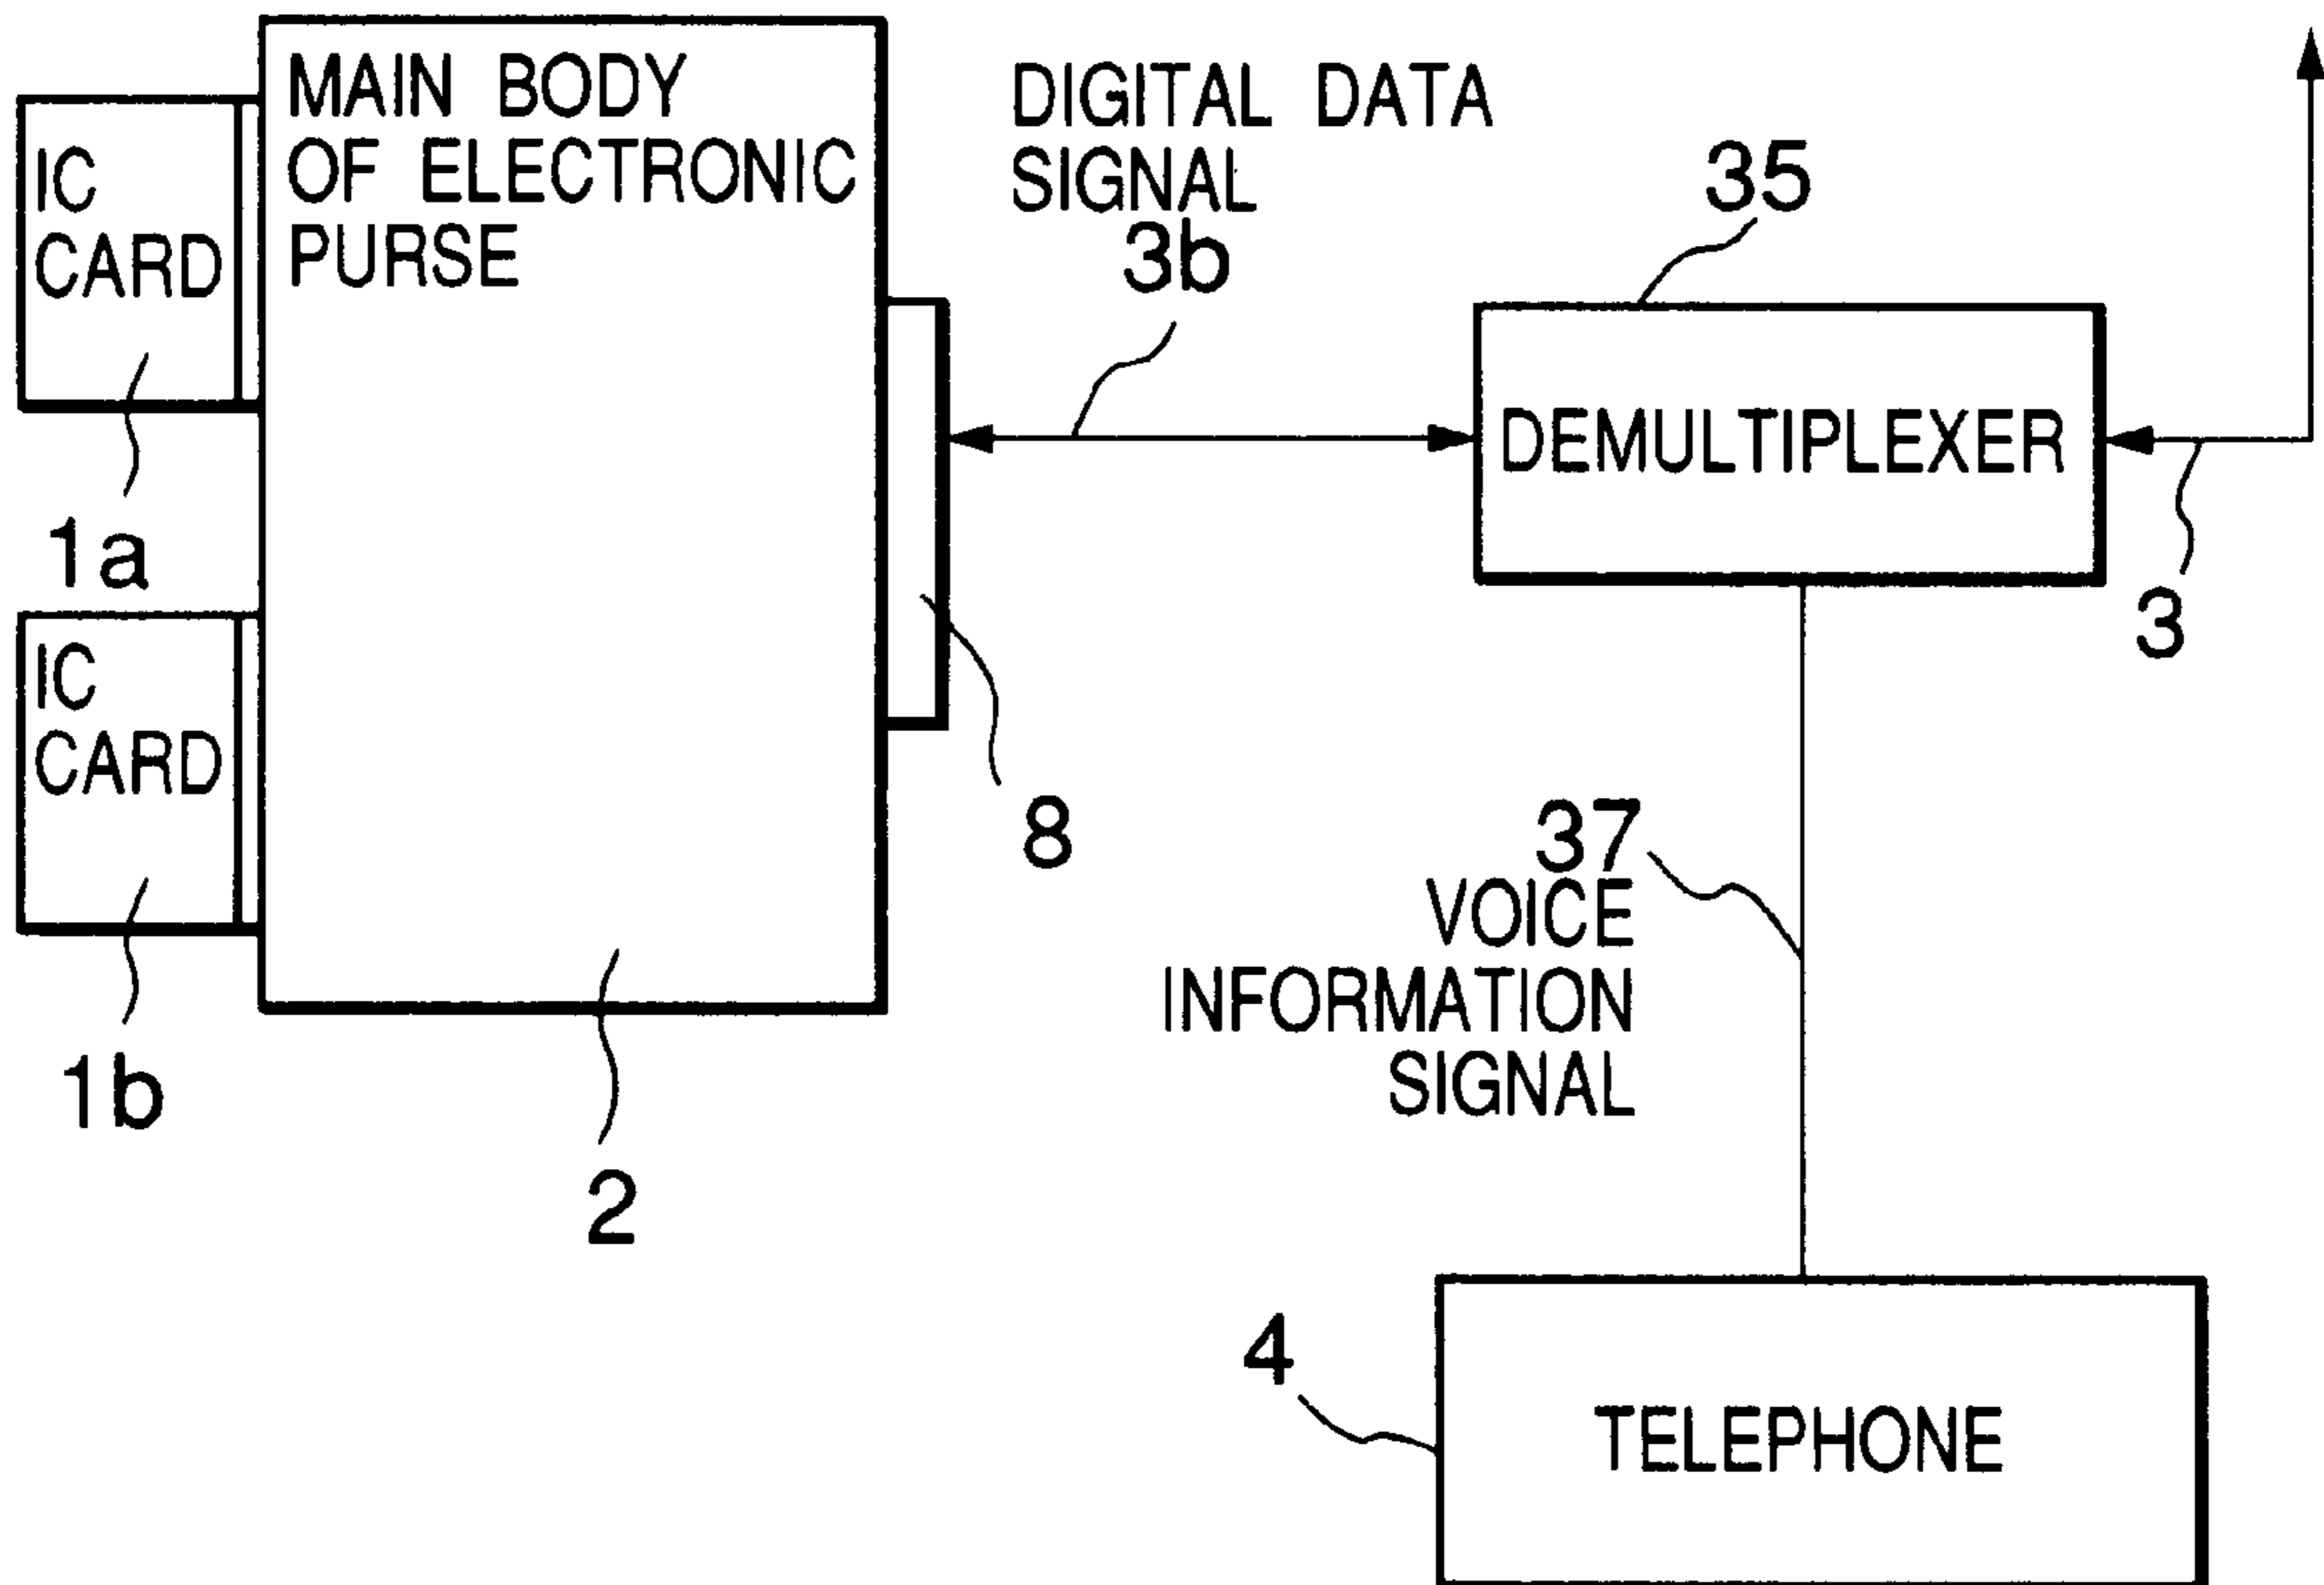 MAIN BODY
OF ELECTRONIC
PURSE
IC
CARD
1a
IC
CARD
1b
2
8
DIGITAL DATA
SIGNAL
3b
35
DEMULTIPLEXER
3
37
VOICE
INFORMATION
SIGNAL
4
TELEPHONE